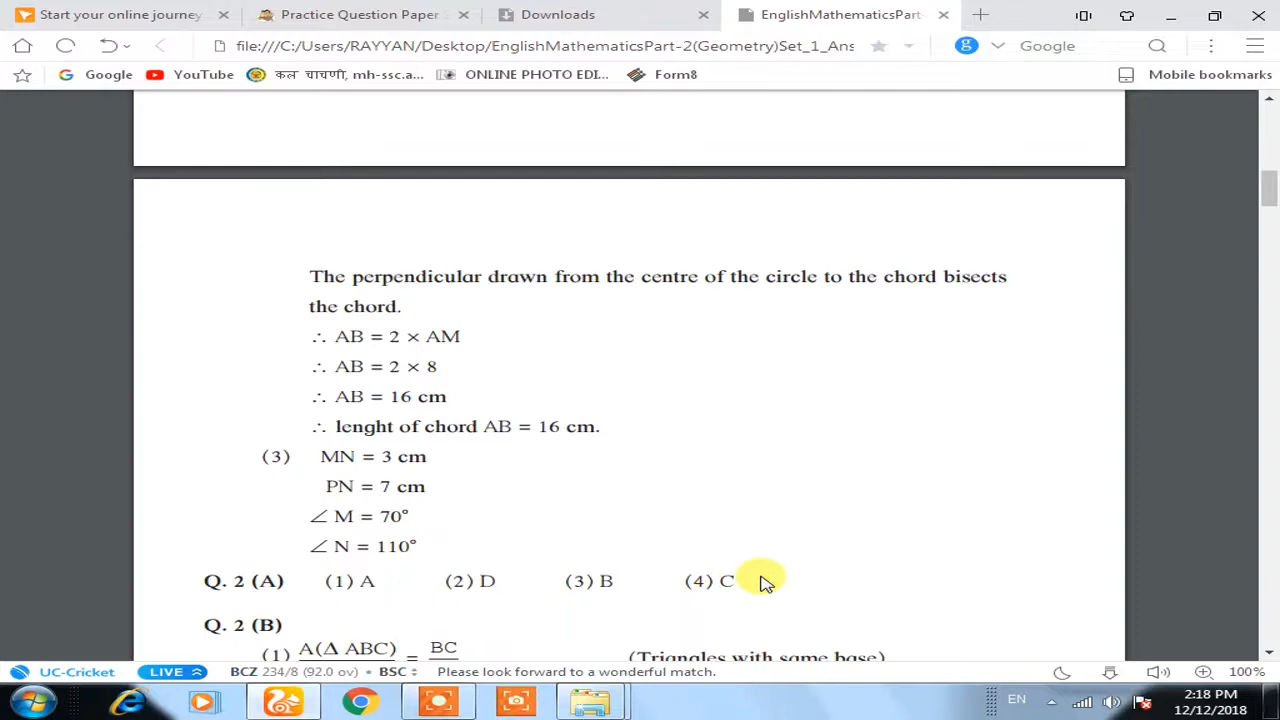 Start your online journey
Practice Question Paper
Downloads
EnglishMathematicsPart
file:///C:/Users/RAYYAN/Desktop/EnglishMathematicsPart-2(Geometry)Set_1_Ans
Google
Google
YouTube
कल चाचणी, mh-ssc.a...
ONLINE PHOTO EDI...
Form8
Mobile bookmarks
The perpendicular drawn from the centre of the circle to the chord bisects
the chord.
∴ AB = 2 × AM
∴ AB = 2 × 8
∴ AB = 16 cm
∴ lenght of chord AB = 16 cm.
(3) MN = 3 cm
PN = 7 cm
∠ M = 70°
∠ N = 110°
Q. 2 (A) (1) A (2) D (3) B (4) C
Q. 2 (B)
(1) A(Δ ABC) = BC (Triangles with same base)
UC-Cricket LIVE BCZ 234/8 (92.0 ov) • BSC Please look forward to a wonderful match. 100%
EN 2:18 PM
12/12/2018